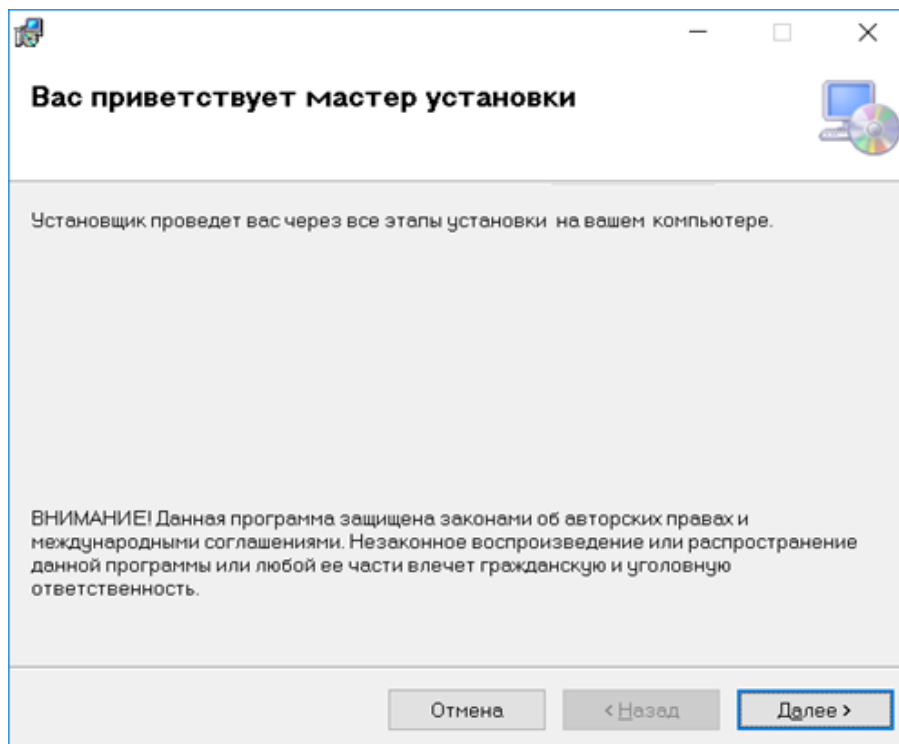 Вас приветствует мастер установки
Установщик проведет вас через все этапы установки на вашем компьютере.
ВНИМАНИЕ! Данная программа защищена законами об авторских правах и
международными соглашениями. Незаконное воспроизведение или распространение
данной программы или любой ее части влечет гражданскую и уголовную
ответственность.
Отмена < Назад Далее >